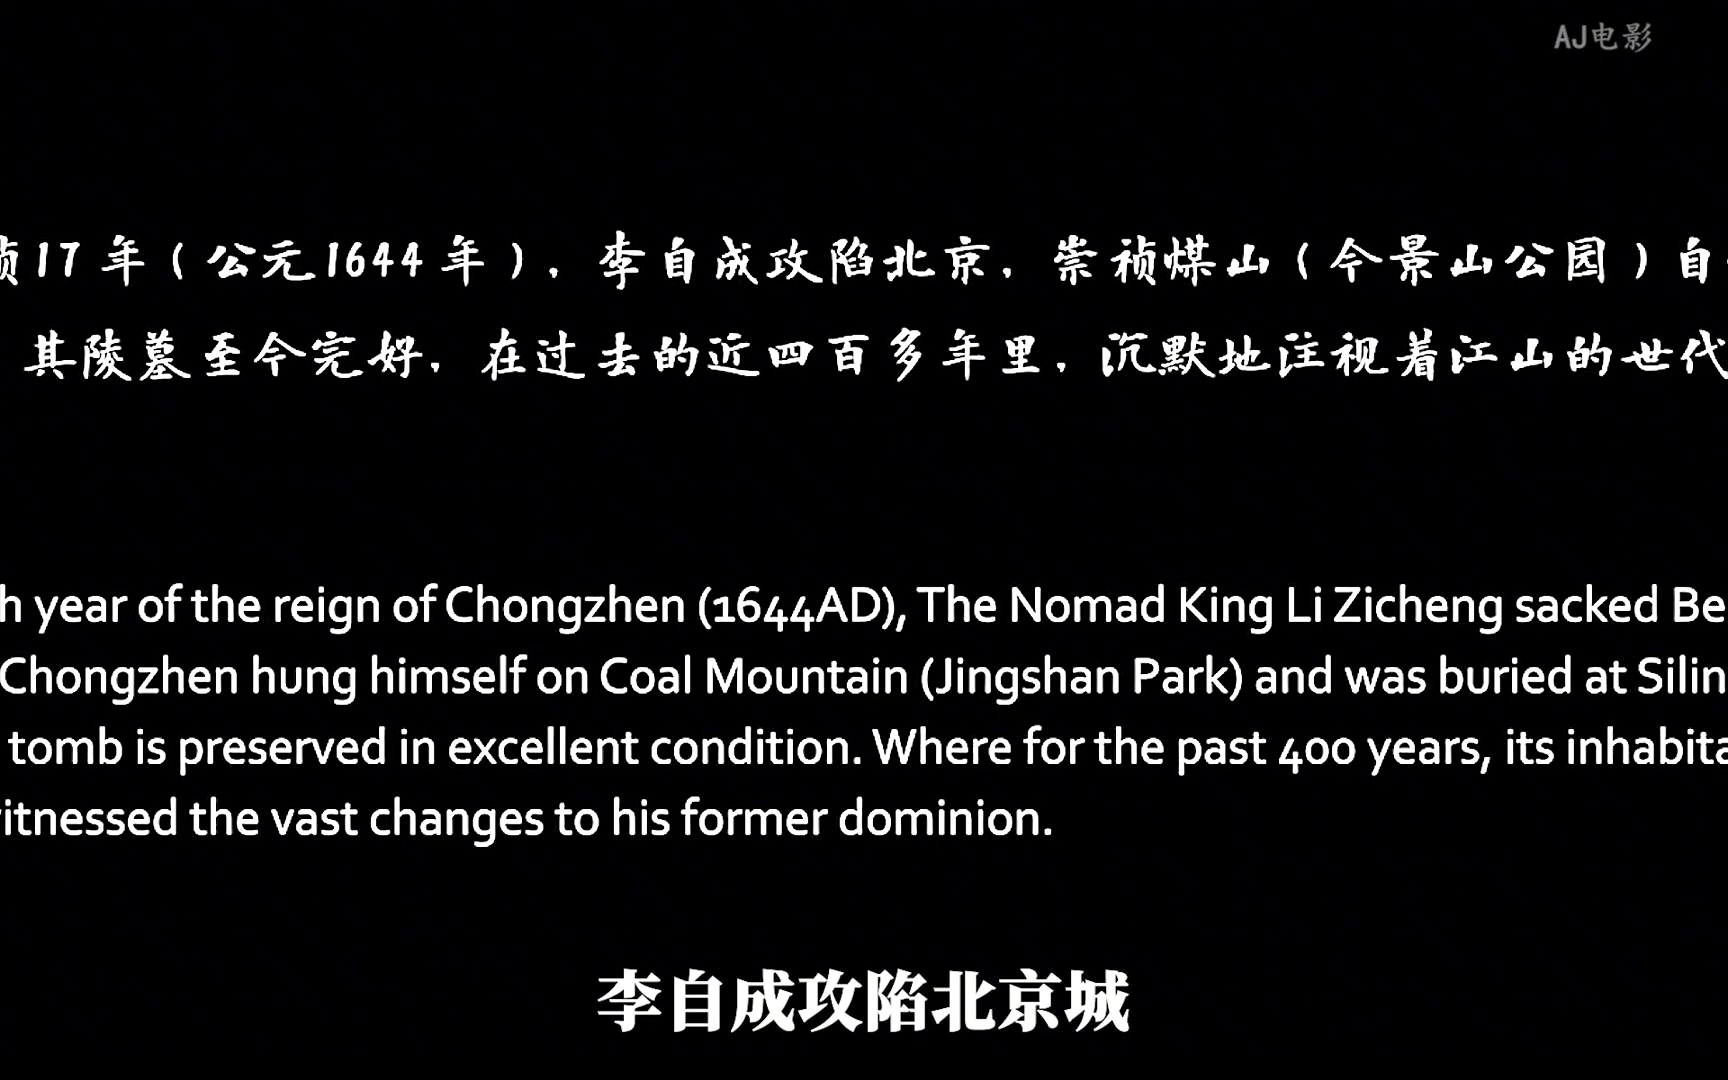 AJ电影
祯17年（公元1644年），李自成攻陷北京，崇祯煤山（今景山公园）自
其陵墓至今完好，在过去的近四百多年里，沉默地注视着江山的世代
h year of the reign of Chongzhen (1644AD), The Nomad King Li Zicheng sacked Be
Chongzhen hung himself on Coal Mountain (Jingshan Park) and was buried at Silin
tomb is preserved in excellent condition. Where for the past 400 years, its inhabita
itnessed the vast changes to his former dominion.
李自成攻陷北京城